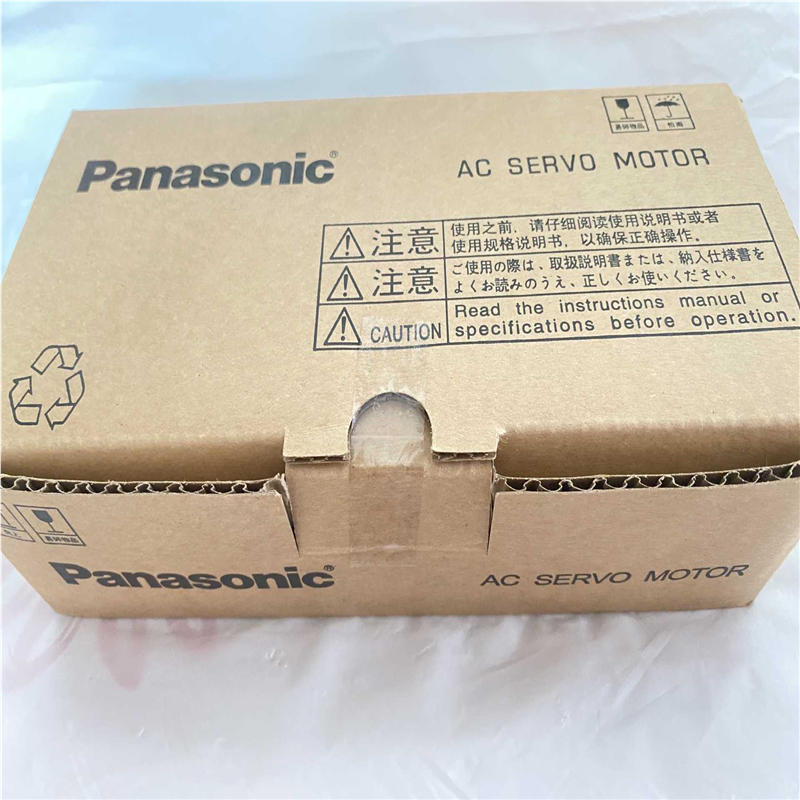 Panasonic®
AC SERVO MOTOR
易碎物品
怕雨
注意
使用之前，请仔细阅读使用说明书或者
使用规格说明书，以确保正确操作。
注意
ご使用の際は、取扱説明書または、納入仕様書を
よくお読みのうえ、正しくお使いください。
CAUTION
Read the instructions manual or
specifications before operation.
易碎物品
Panasonic®
AC SERVO MOTOR